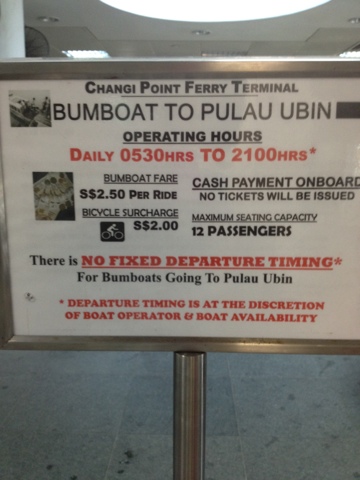 CHANGI POINT FERRY TERMINAL
BUMBOAT TO PULAU UBIN
OPERATING HOURS
DAILY 0530HRS TO 2100HRS*
BUMBOAT FARE
S$2.50 PER RIDE
BICYCLE SURCHARGE
S$2.00
CASH PAYMENT ONBOARD
NO TICKETS WILL BE ISSUED
MAXIMUM SEATING CAPACITY
12 PASSENGERS
There is NO FIXED DEPARTURE TIMING*
For Bumboats Going To Pulau Ubin
* DEPARTURE TIMING IS AT THE DISCRETION
OF BOAT OPERATOR & BOAT AVAILABILITY